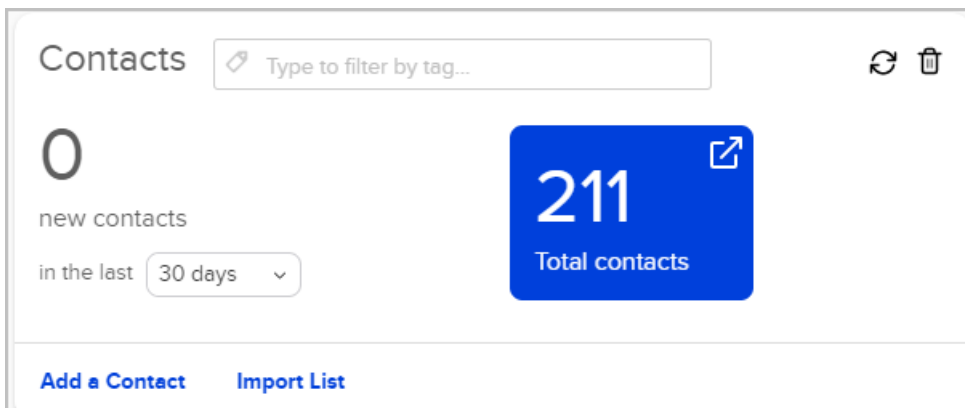 Contacts
Type to filter by tag...
0
new contacts
in the last 30 days
211
Total contacts
Add a Contact
Import List